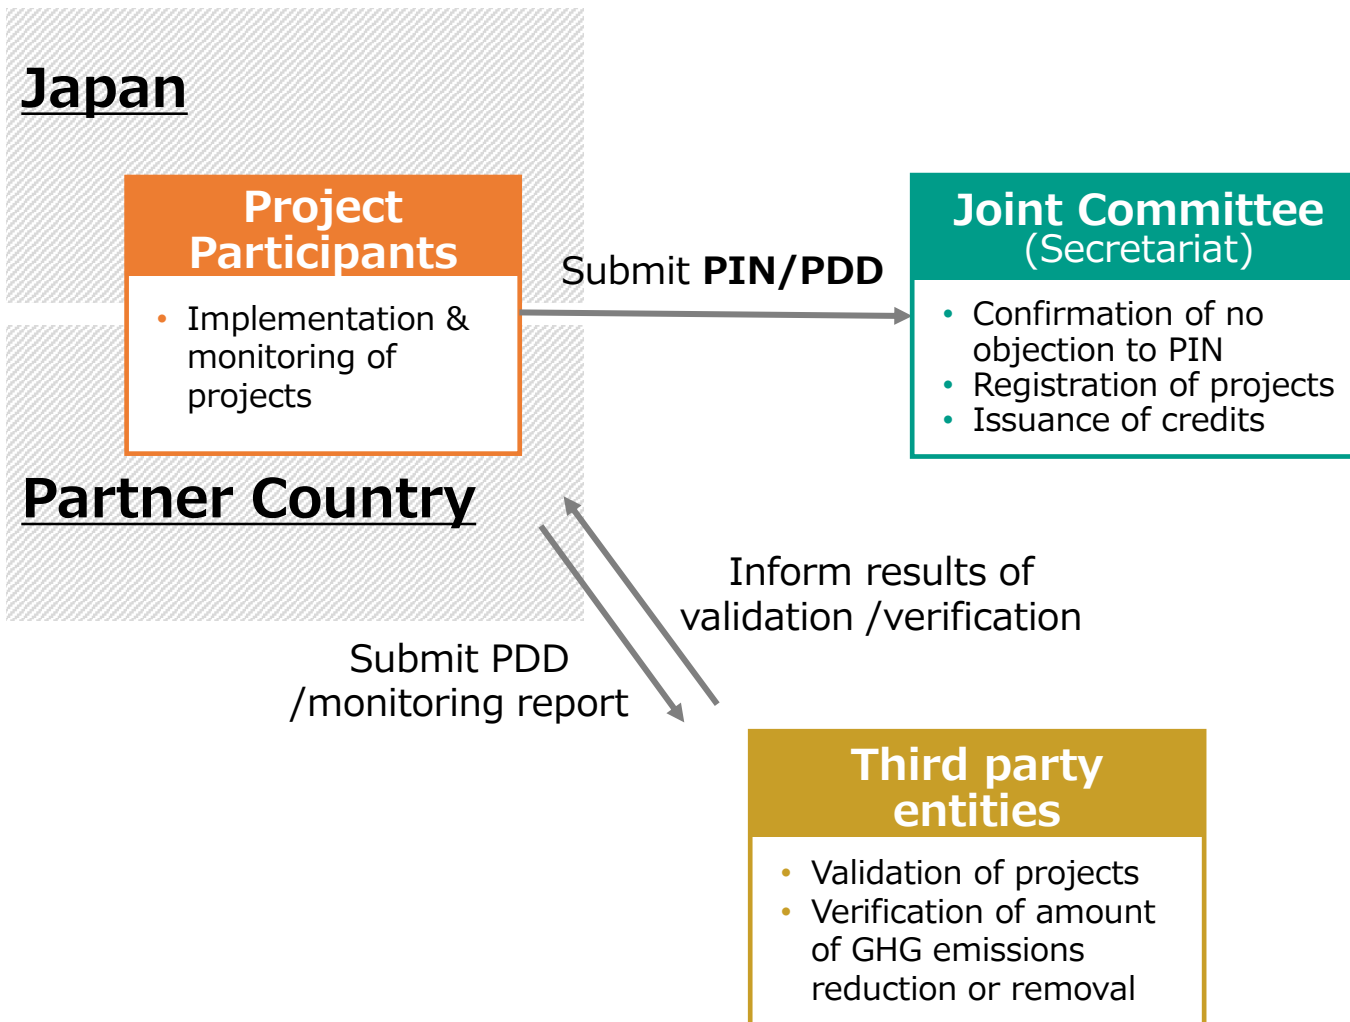 Japan
Project
Participants
• Implementation &
monitoring of
projects
Submit PIN/PDD
Joint Committee
(Secretariat)
• Confirmation of no
objection to PIN
• Registration of projects
• Issuance of credits
Partner Country
Inform results of
validation /verification
Submit PDD
/monitoring report
Third party
entities
• Validation of projects
• Verification of amount
of GHG emissions
reduction or removal